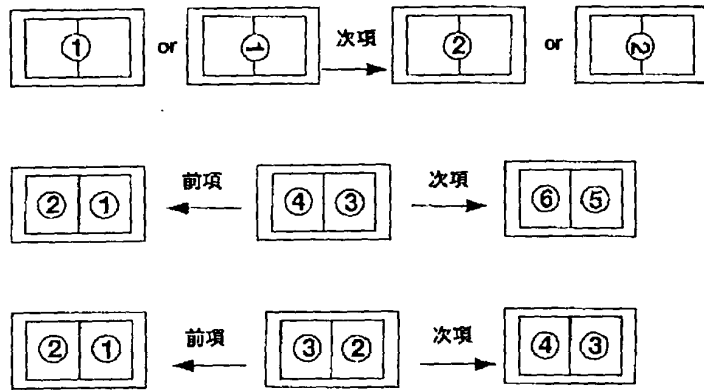 ① or ① 次項 ② or ②
② ① 前項 ④ ③ 次項 ⑥ ⑤
② ① 前項 ③ ② 次項 ④ ③